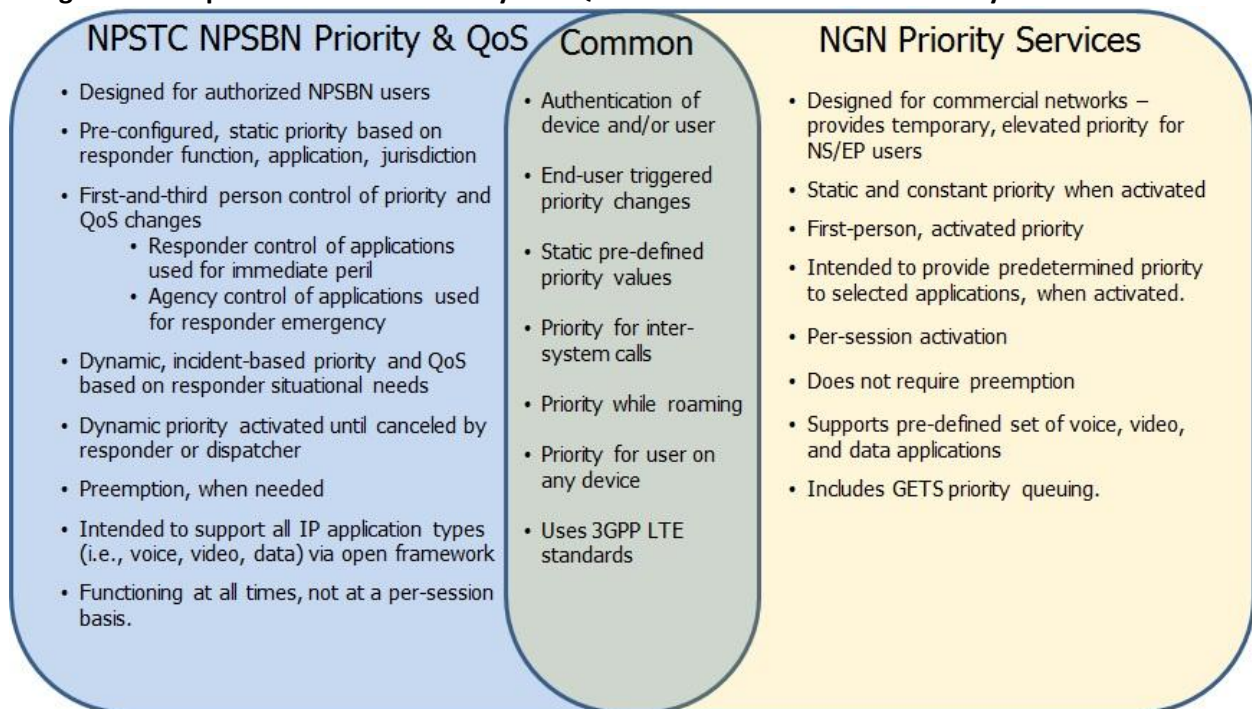 NPSTC NPSBN Priority & QoS
• Designed for authorized NPSBN users
• Pre-configured, static priority based on
responder function, application, jurisdiction
• First-and-third person control of priority and
QoS changes
• Responder control of applications
used for immediate peril
• Agency control of applications used
for responder emergency
• Dynamic, incident-based priority and QoS
based on responder situational needs
• Dynamic priority activated until canceled by
responder or dispatcher
• Preemption, when needed
• Intended to support all IP application types
(i.e., voice, video, data) via open framework
• Functioning at all times, not at a per-session
basis.
Common
• Authentication of
device and/or user
• End-user triggered
priority changes
• Static pre-defined
priority values
• Priority for inter-
system calls
• Priority while roaming
• Priority for user on
any device
• Uses 3GPP LTE
standards
NGN Priority Services
• Designed for commercial networks –
provides temporary, elevated priority for
NS/EP users
• Static and constant priority when activated
• First-person, activated priority
• Intended to provide predetermined priority
to selected applications, when activated.
• Per-session activation
• Does not require preemption
• Supports pre-defined set of voice, video,
and data applications
• Includes GETS priority queuing.